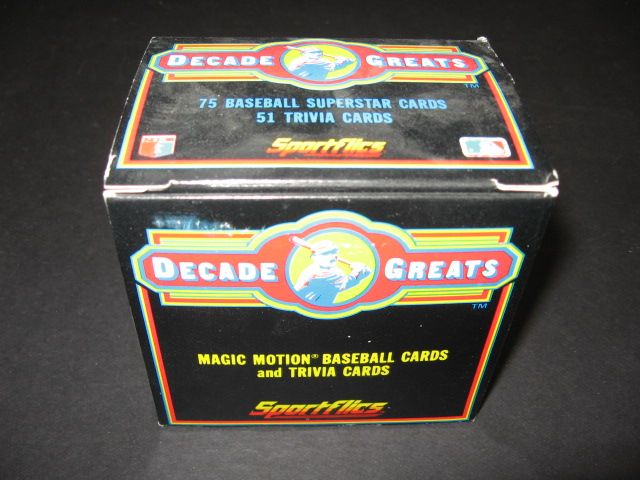 DECADE GREATS
TM
75 BASEBALL SUPERSTAR CARDS
51 TRIVIA CARDS
Sportflics
DECADE GREATS
TM
MAGIC MOTION® BASEBALL CARDS
and TRIVIA CARDS
Sportflics